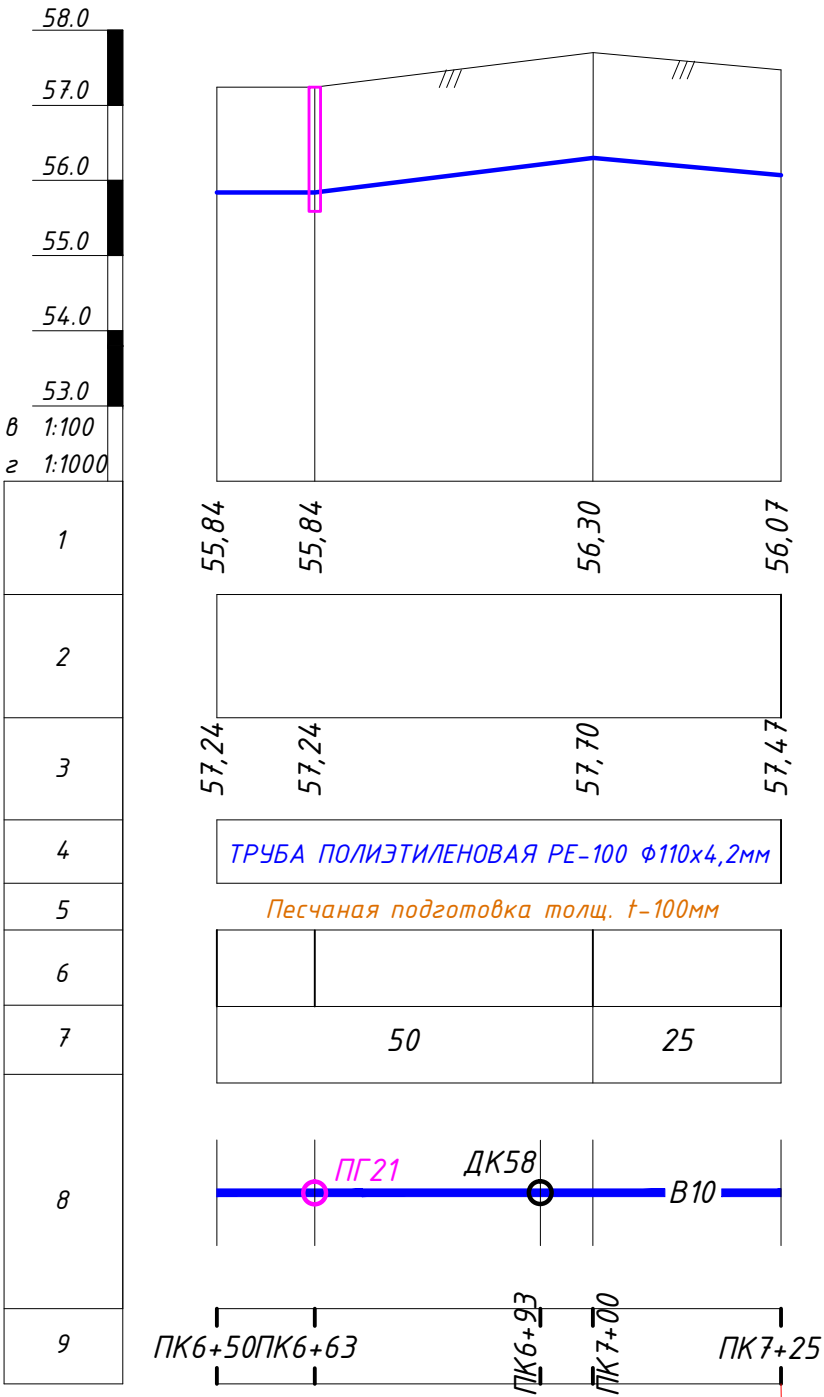 58.0
57.0
56.0
55.0
54.0
53.0
в 1:100
г 1:1000
1
55,84
55,84
56,30
56,07
2
3
57,24
57,24
57,70
57,47
4
ТРУБА ПОЛИЭТИЛЕНОВАЯ PE-100 Ф110х4,2мм
5
Песчаная подготовка толщ. t-100мм
6
7
50
25
8
ПГ21
ДК58
В10
9
ПК6+50
ПК6+63
ПК6+93
ПК7+00
ПК7+25